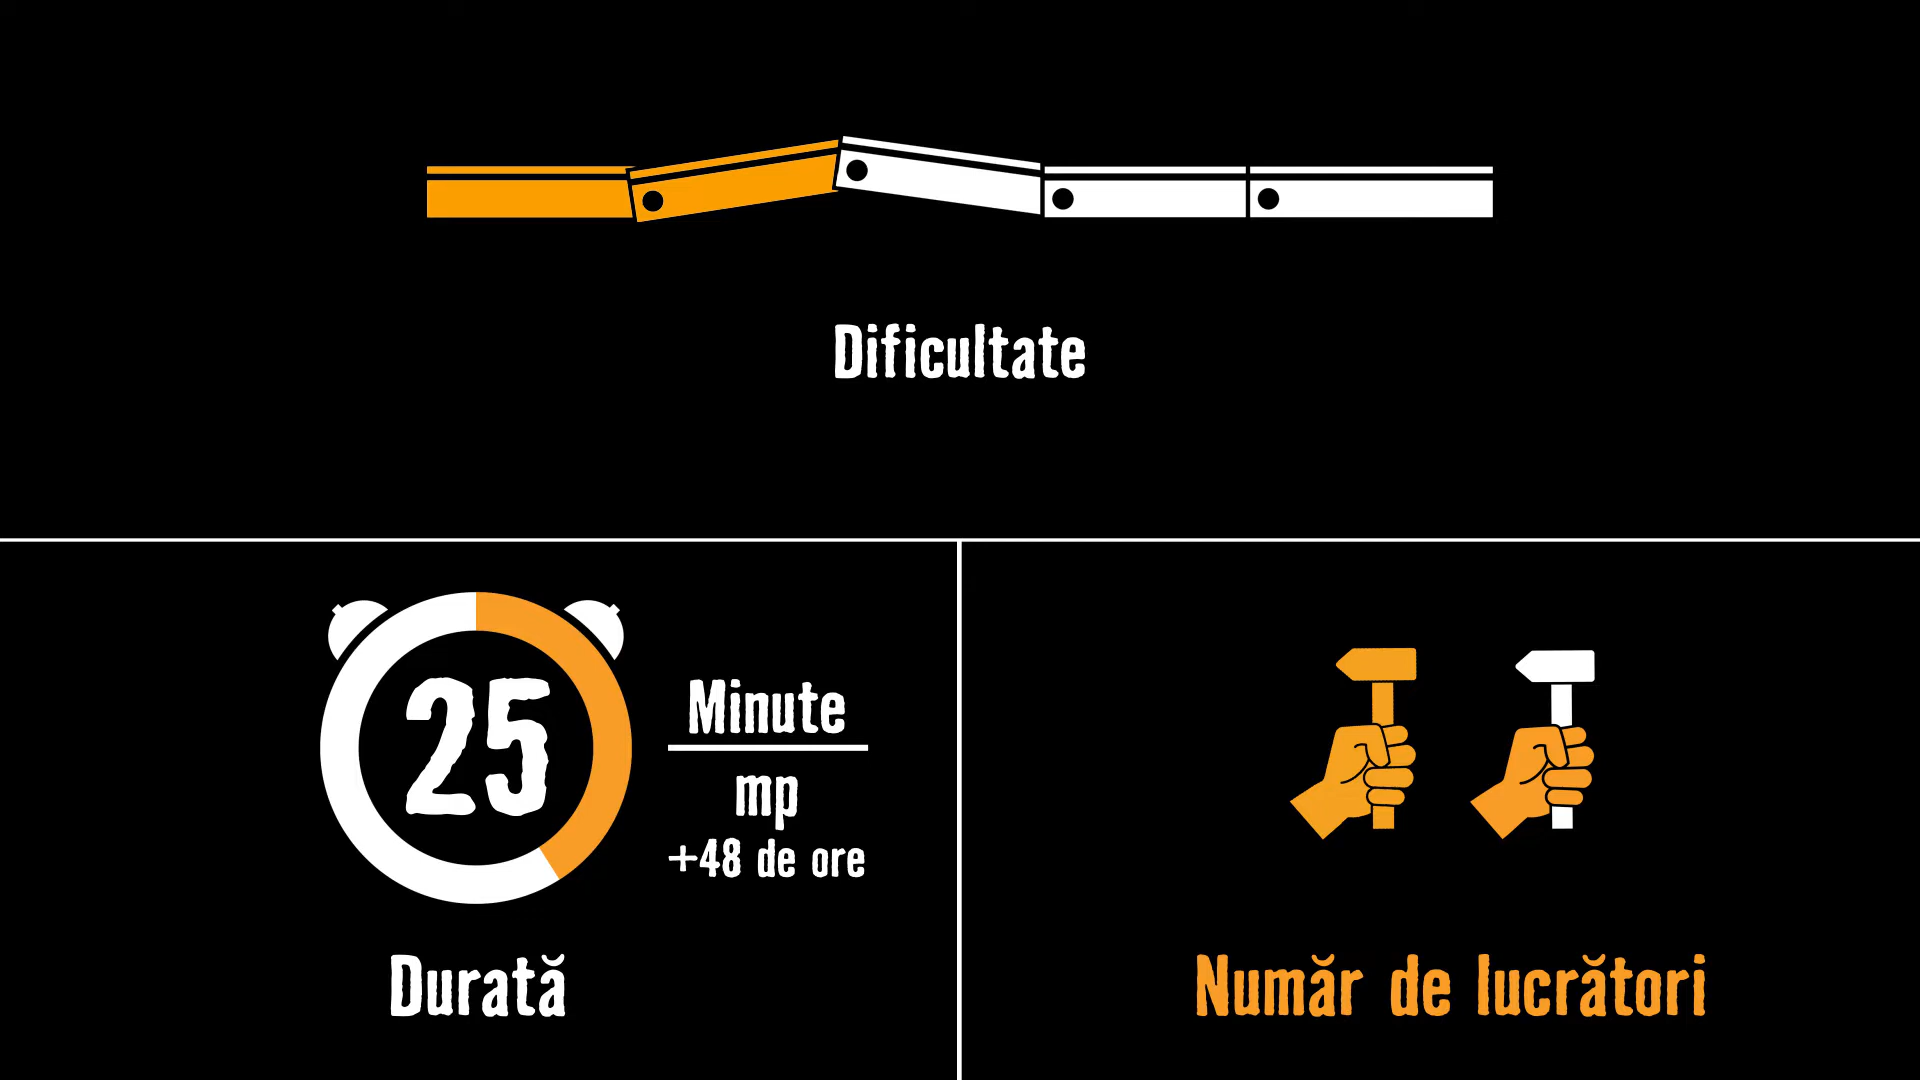 Dificultate
25
Minute
mp
+48 de ore
Durată
Număr de lucrători